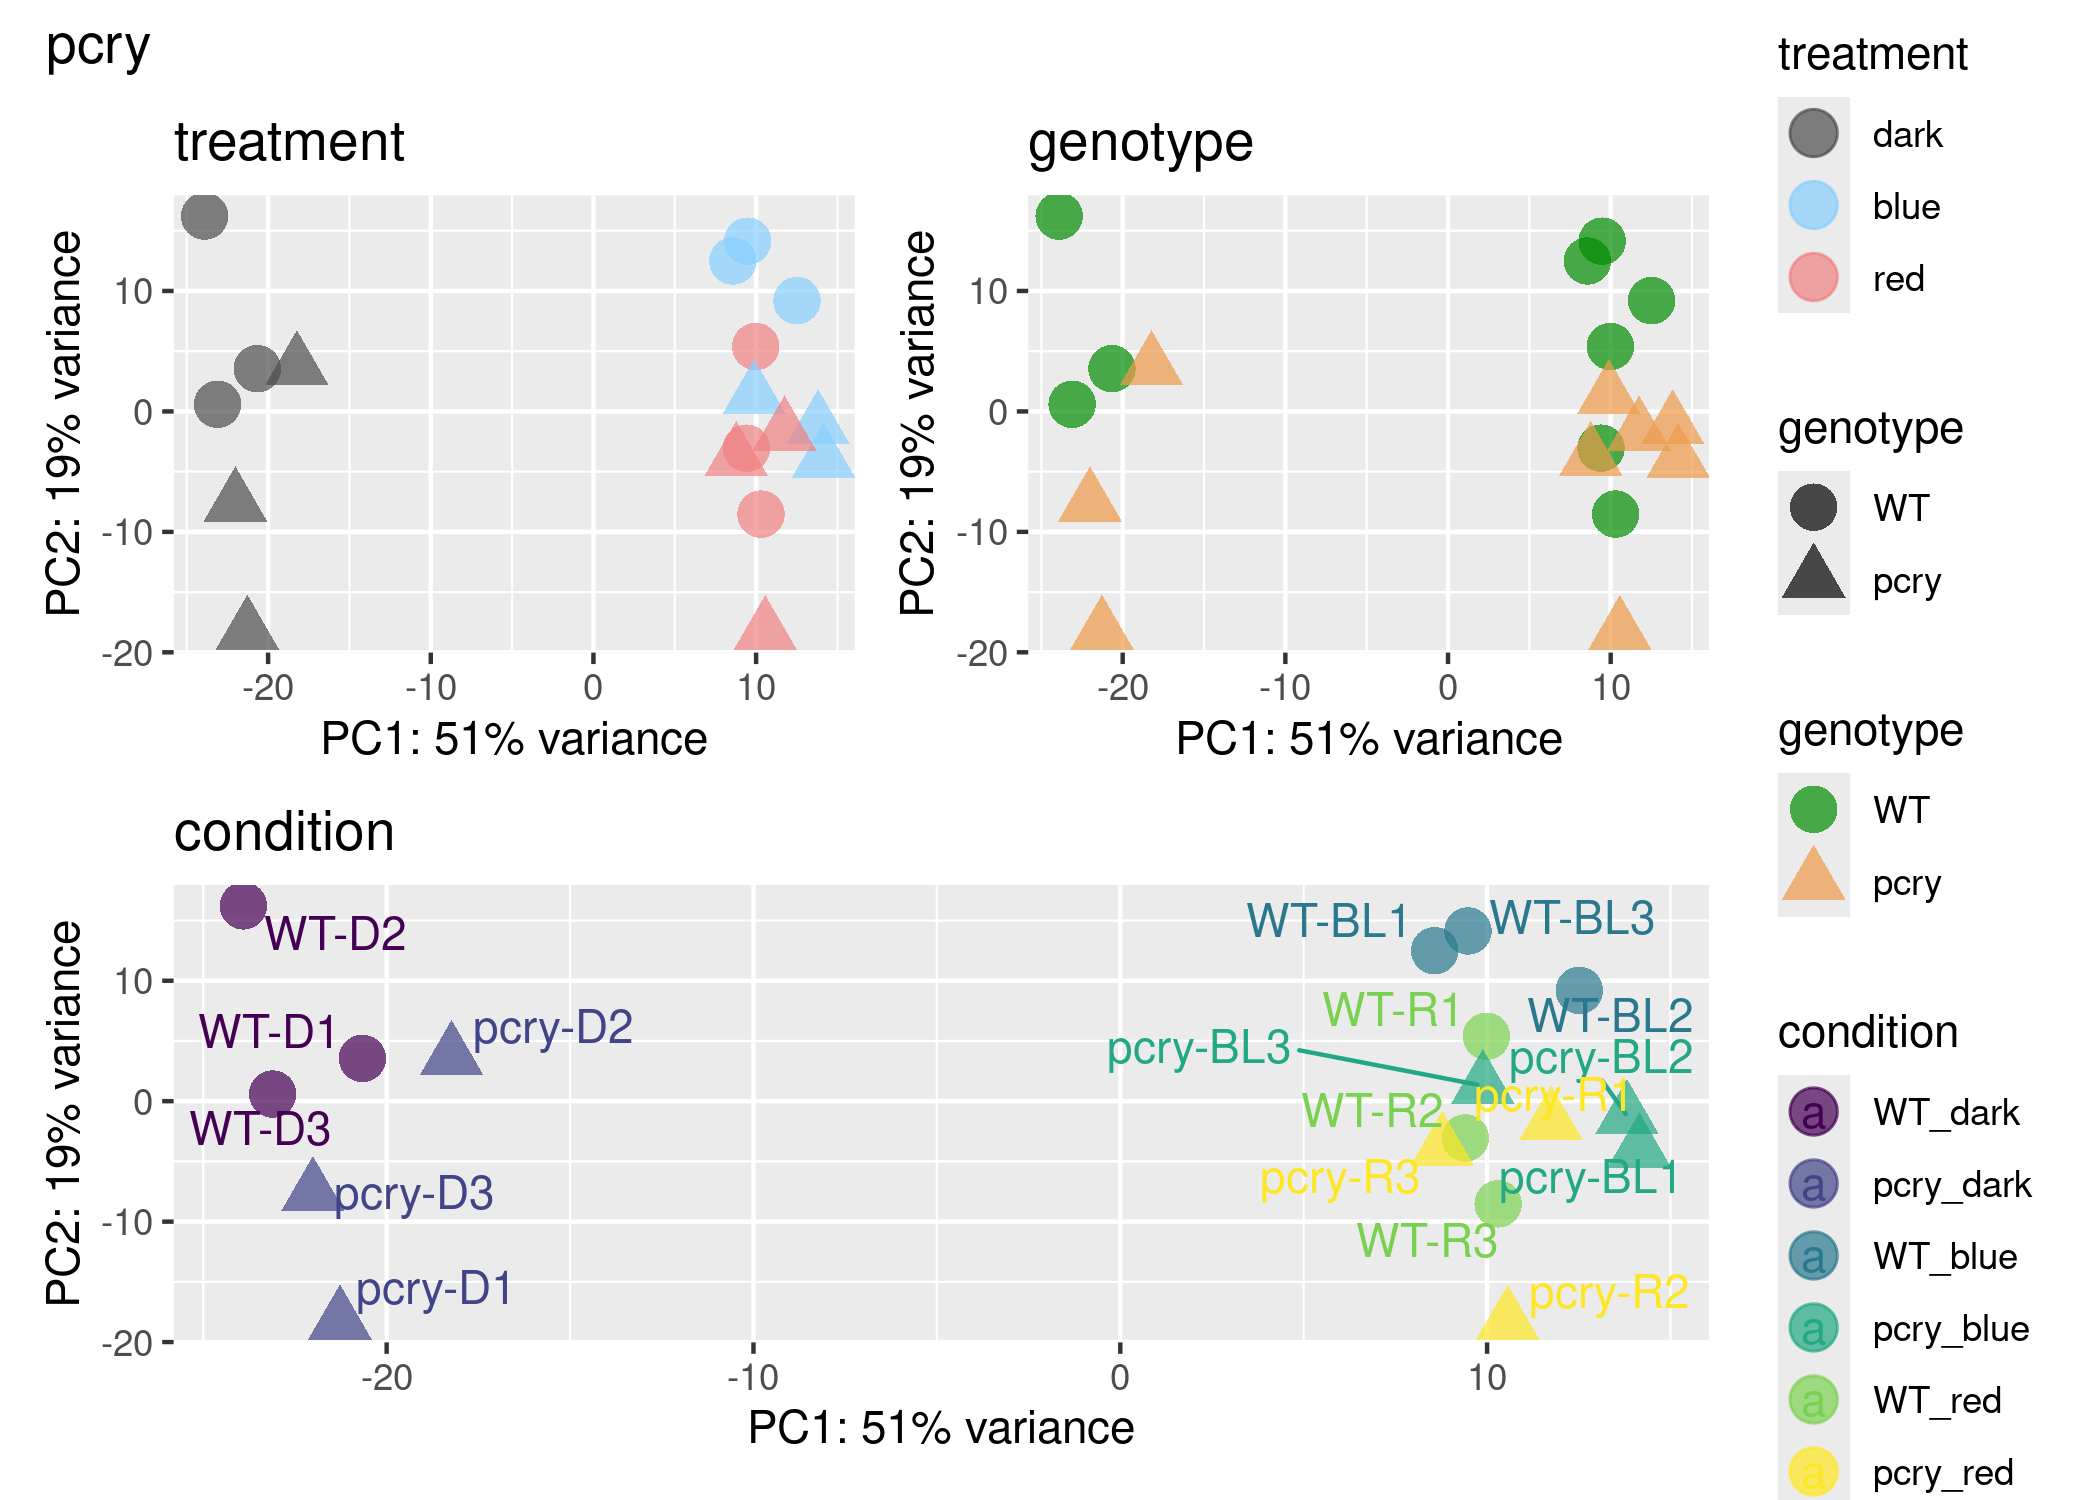 pcry
treatment
PC2: 19% variance
10
0
-10
-20
-20
-10
0
10
PC1: 51% variance
genotype
PC2: 19% variance
10
0
-10
-20
-20
-10
0
10
PC1: 51% variance
condition
PC2: 19% variance
10
0
-10
-20
WT-D2
WT-D1
pcry-D2
WT-D3
pcry-D3
pcry-D1
WT-BL1
WT-BL3
WT-R1
WT-BL2
pcry-BL3
pcry-BL2
pcry-R1
WT-R2
pcry-R3
pcry-BL1
WT-R3
pcry-R2
-20
-10
0
10
PC1: 51% variance
treatment
dark
blue
red
genotype
WT
pcry
genotype
WT
pcry
condition
a WT_dark
a pcry_dark
a WT_blue
a pcry_blue
a WT_red
a pcry_red